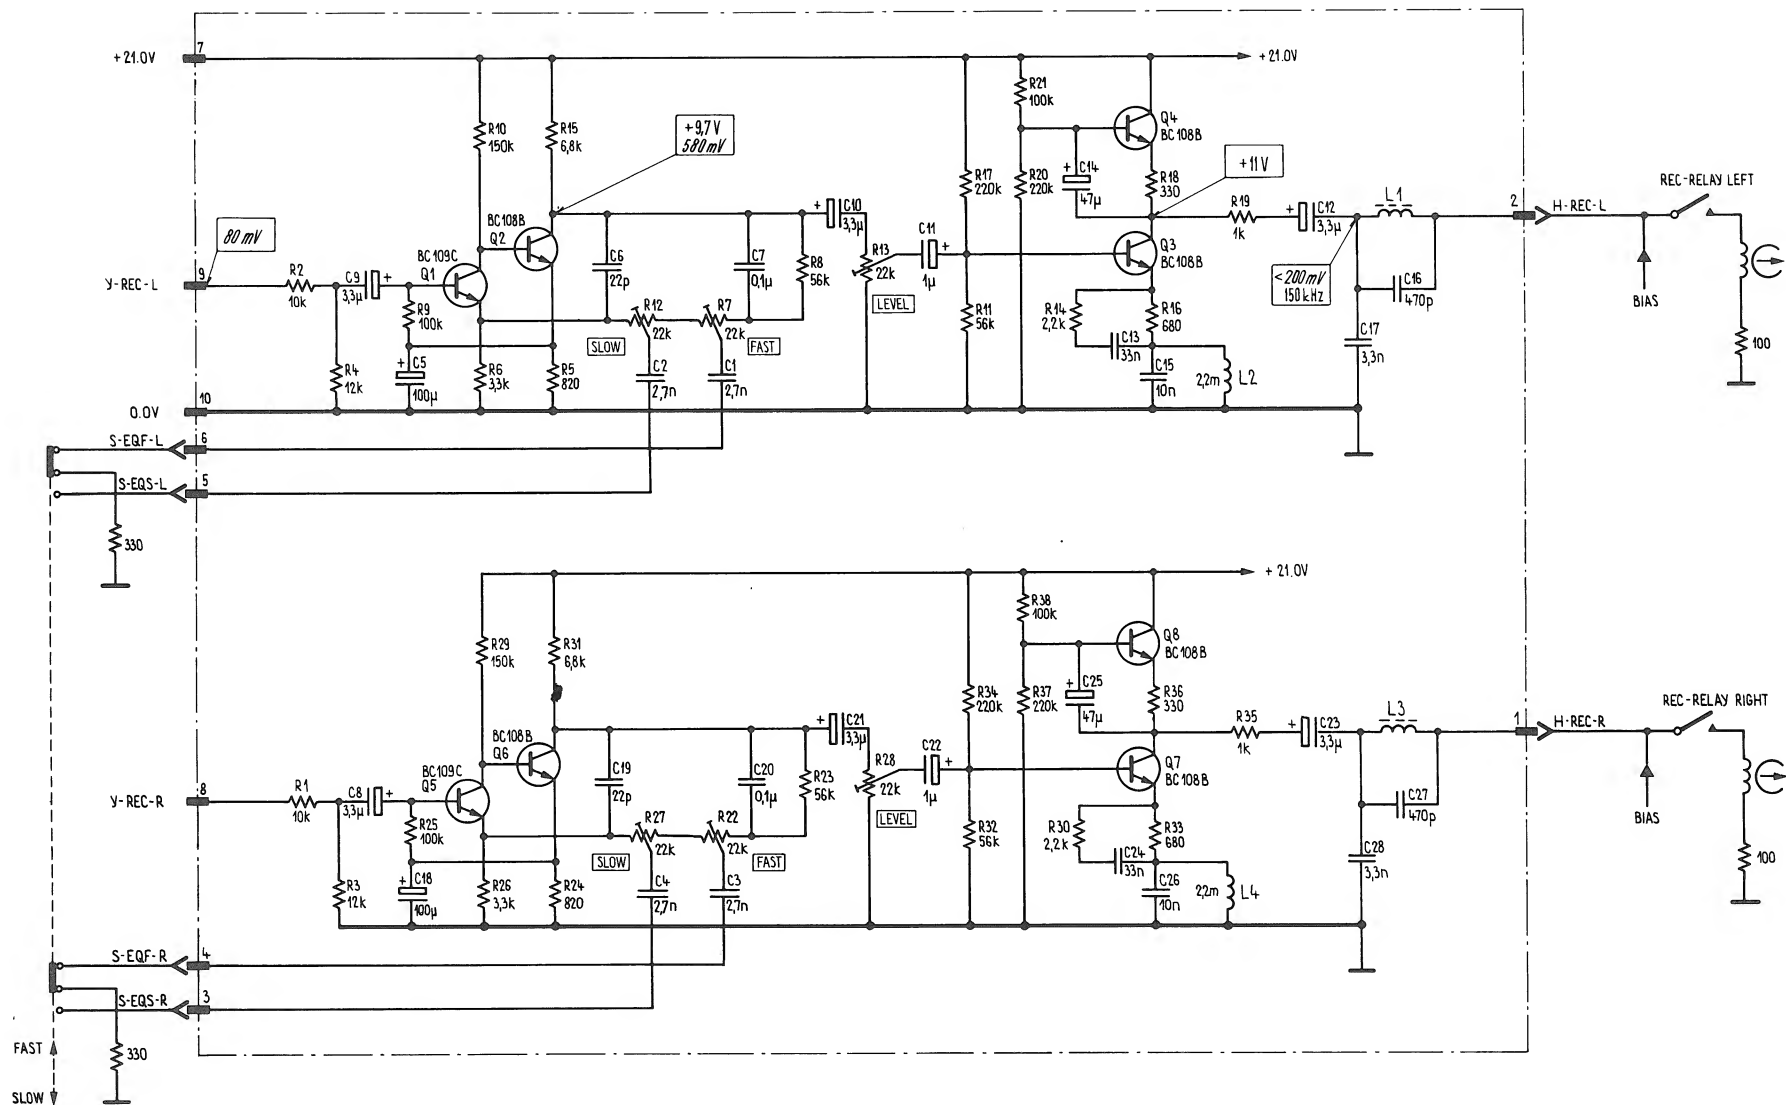 7
+21.0V
+21.0V
R21
100k
Q4
BC108B
R10
150k
R15
6,8k
+9,7V
580mV
+11V
R17
220k
R20
220k
+
C14
47µ
R18
330
REC-RELAY LEFT
80mV
BC108B
Q2
+
C10
3,3µ
C11
+
1µ
R19
1k
+
C12
3,3µ
L1
2
H-REC-L
Q3
BC108B
BC109C
Q1
C6
22p
C7
0,1µ
R8
56k
R13
22k
LEVEL
<200mV
150kHz
C16
470p
BIAS
9
Y-REC-L
R2
10k
C9
+
3,3µ
R9
100k
R12
22k
SLOW
R7
22k
FAST
R11
56k
R14
2,2k
R16
680
C13
33n
C15
10n
2,2m
L2
C17
3,3n
100
R4
12k
+
C5
100µ
R6
3,3k
R5
820
C2
2,7n
C1
2,7n
0.0V
10
S-EQF-L
6
S-EQS-L
5
330
+21.0V
R38
100k
Q8
BC108B
R29
150k
R31
6,8k
R34
220k
R37
220k
+
C25
47µ
R36
330
REC-RELAY RIGHT
BC108B
Q6
+
C21
3,3µ
C22
+
1µ
R35
1k
+
C23
3,3µ
L3
1
H-REC-R
Q7
BC108B
BC109C
Q5
C19
22p
C20
0,1µ
R23
56k
R28
22k
LEVEL
C27
470p
BIAS
8
Y-REC-R
R1
10k
C8
+
3,3µ
R25
100k
R27
22k
SLOW
R22
22k
FAST
R32
56k
R30
2,2k
R33
680
C24
33n
C26
10n
2,2m
L4
C28
3,3n
100
R3
12k
+
C18
100µ
R26
3,3k
R24
820
C4
2,7n
C3
2,7n
S-EQF-R
4
S-EQS-R
3
330
FAST
SLOW